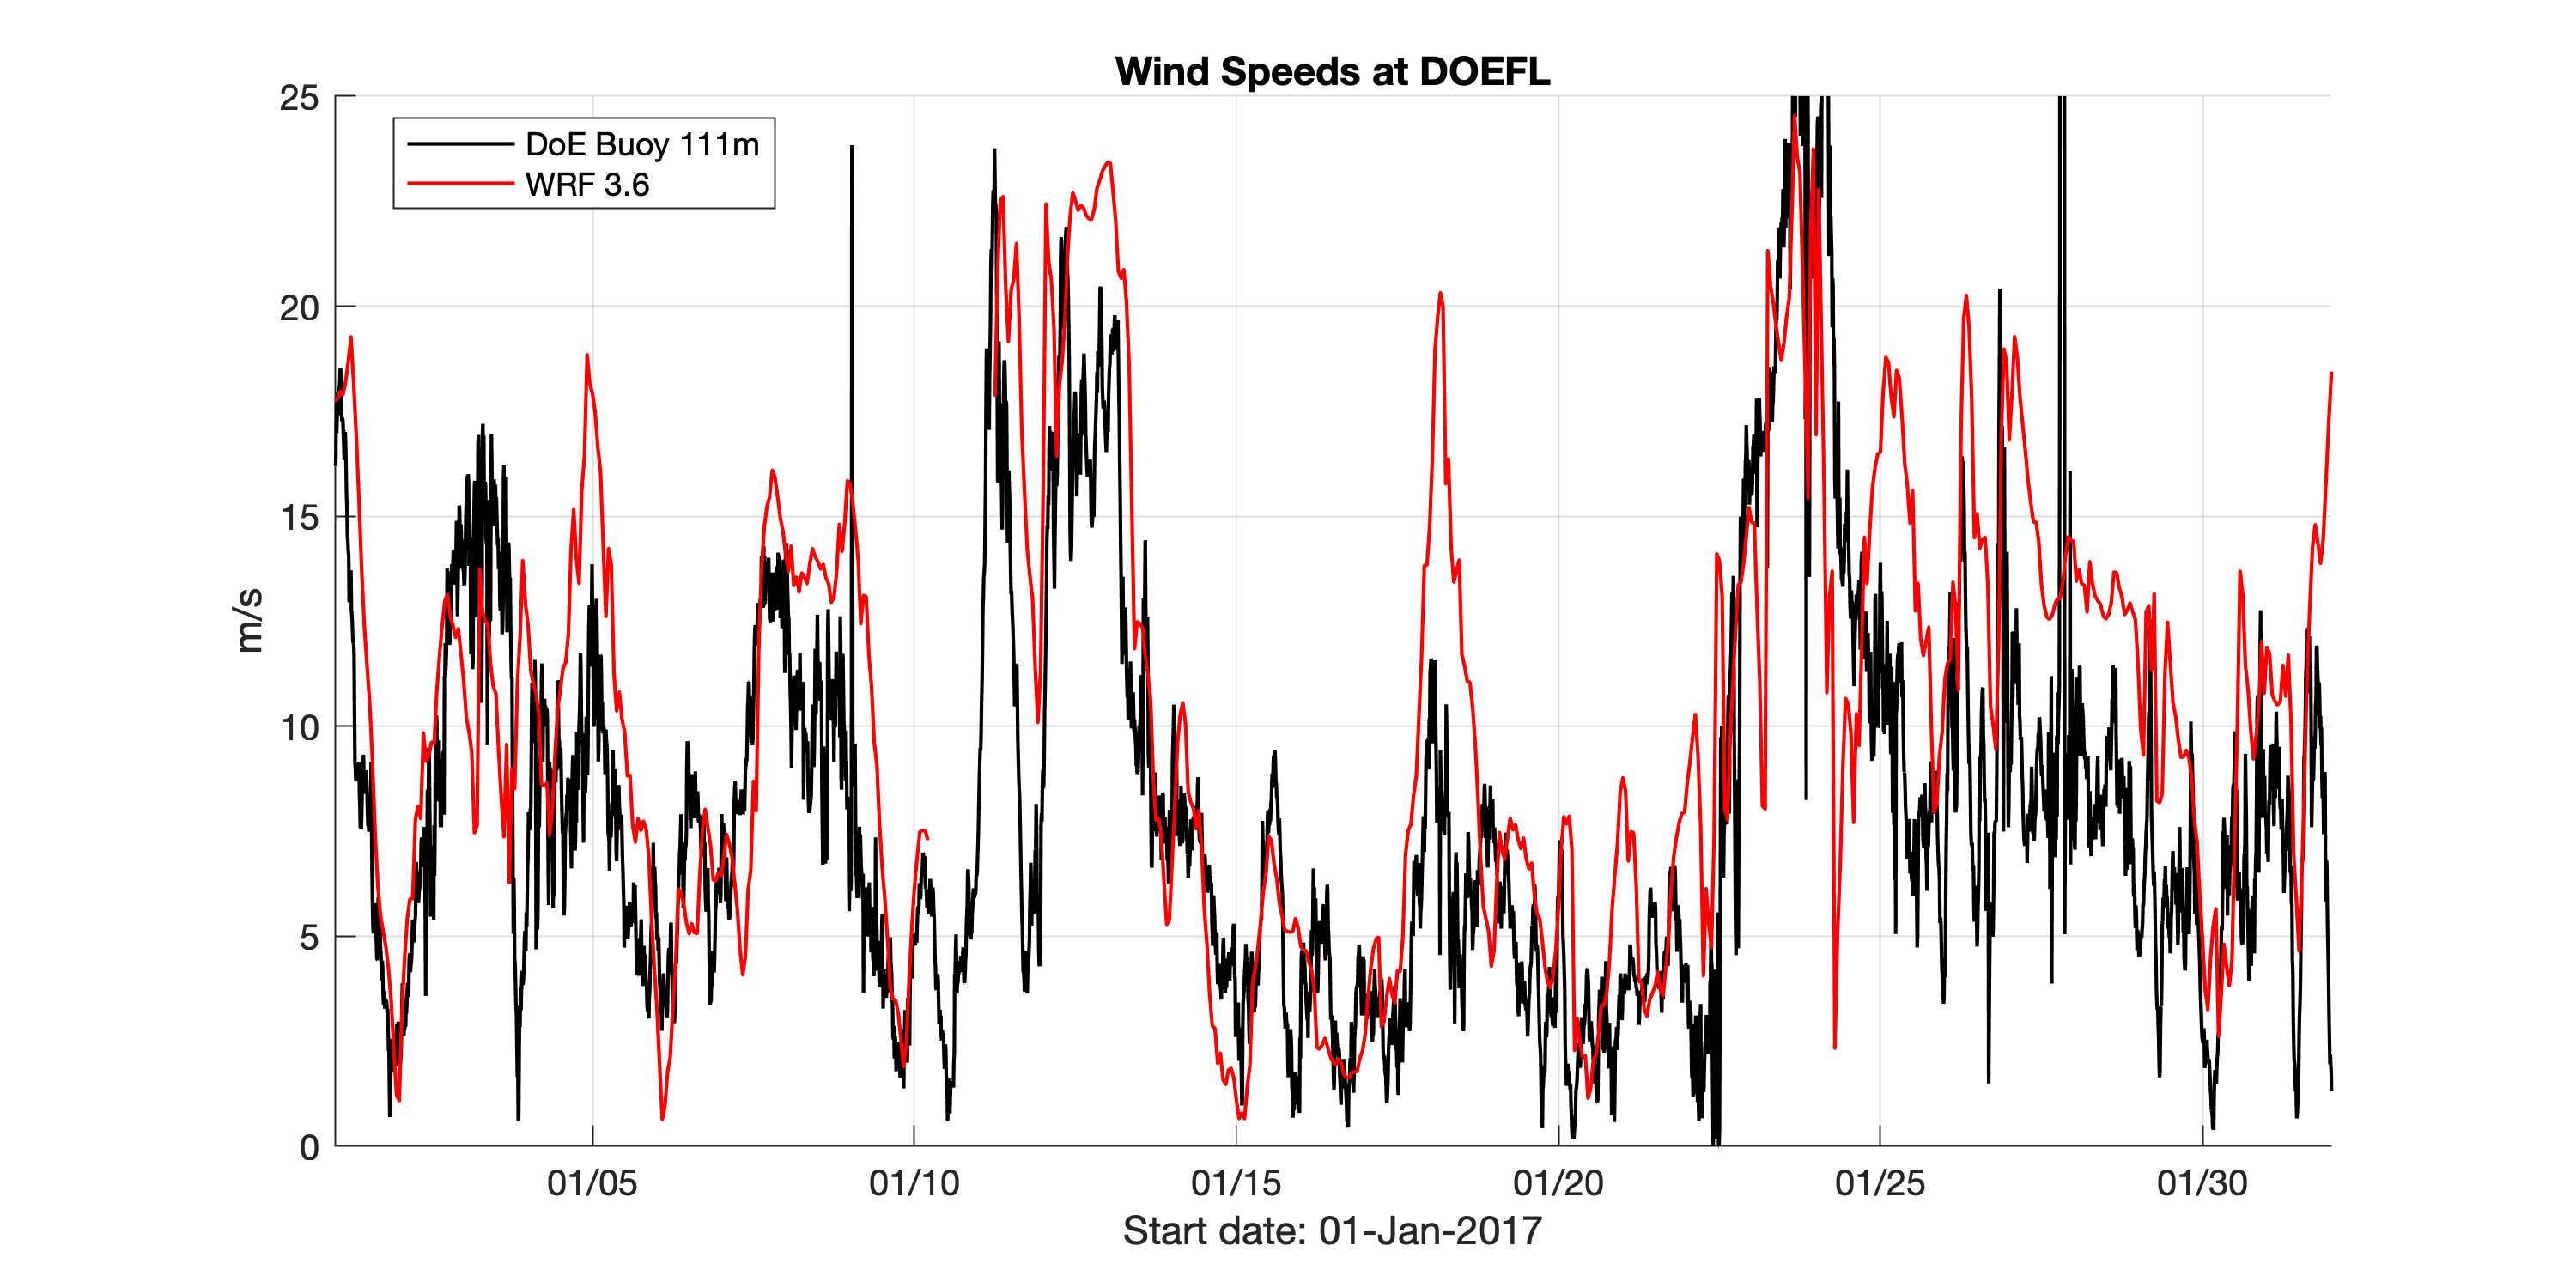 Wind Speeds at DOEFL
25
DoE Buoy 111m
WRF 3.6
20
15
m/s
10
5
0
01/05 01/10 01/15 01/20 01/25 01/30
Start date: 01-Jan-2017